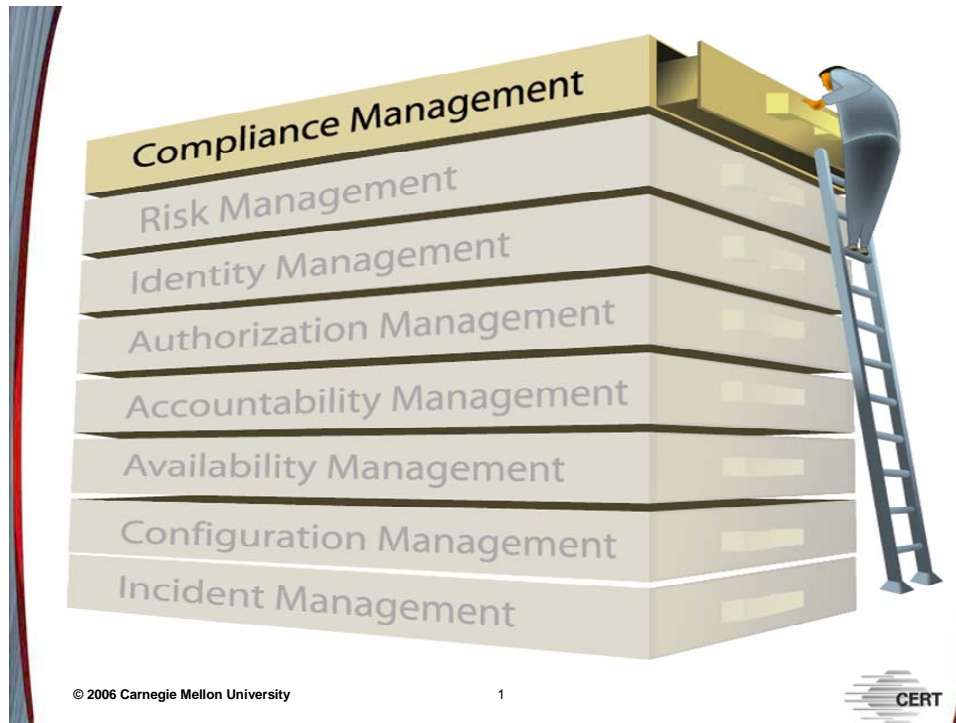 Compliance Management
Risk Management
Identity Management
Authorization Management
Accountability Management
Availability Management
Configuration Management
Incident Management
© 2006 Carnegie Mellon University
1
CERT